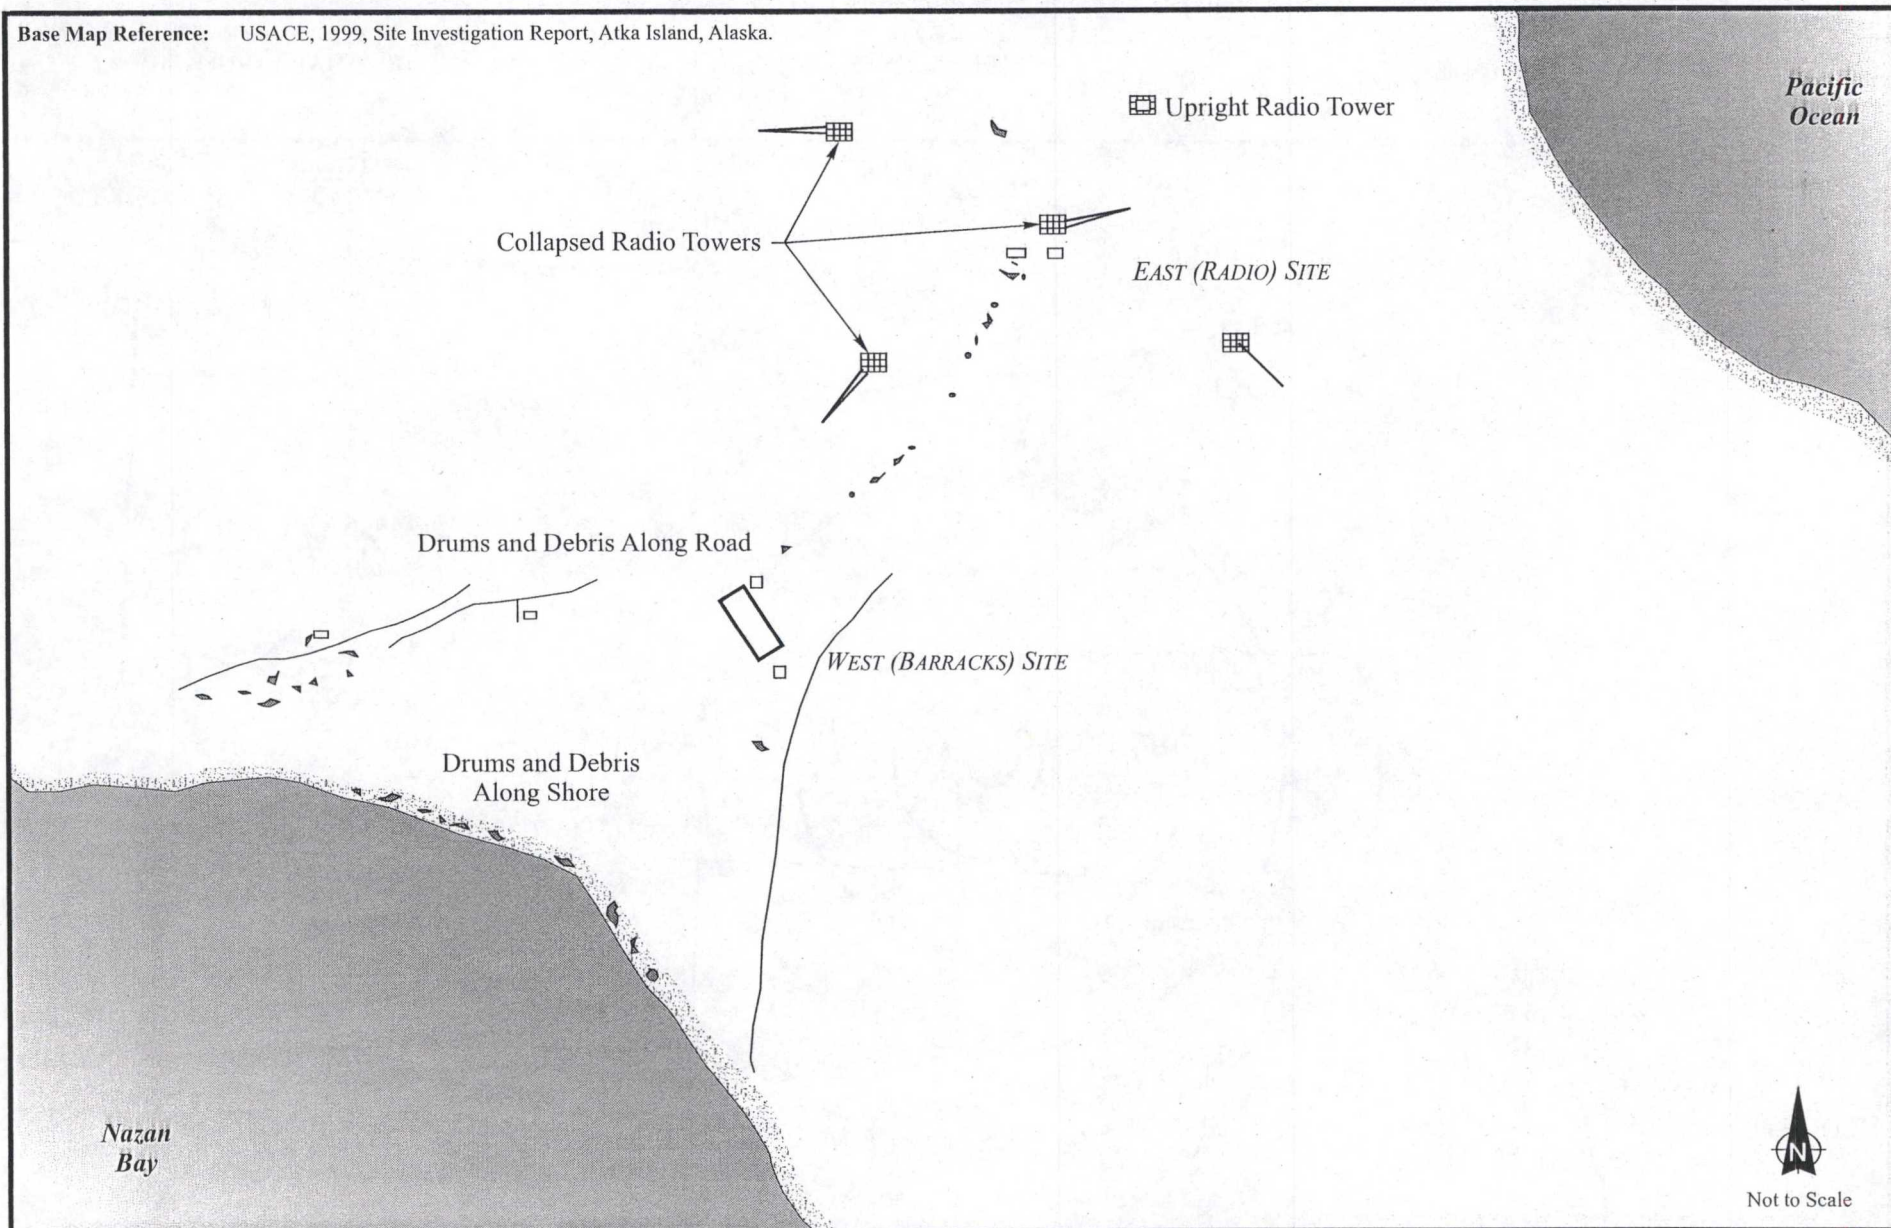 Base Map Reference: USACE, 1999, Site Investigation Report, Atka Island, Alaska.
Pacific
Ocean
Upright Radio Tower
Collapsed Radio Towers
EAST (RADIO) SITE
Drums and Debris Along Road
WEST (BARRACKS) SITE
Drums and Debris
Along Shore
Nazan
Bay
N
Not to Scale